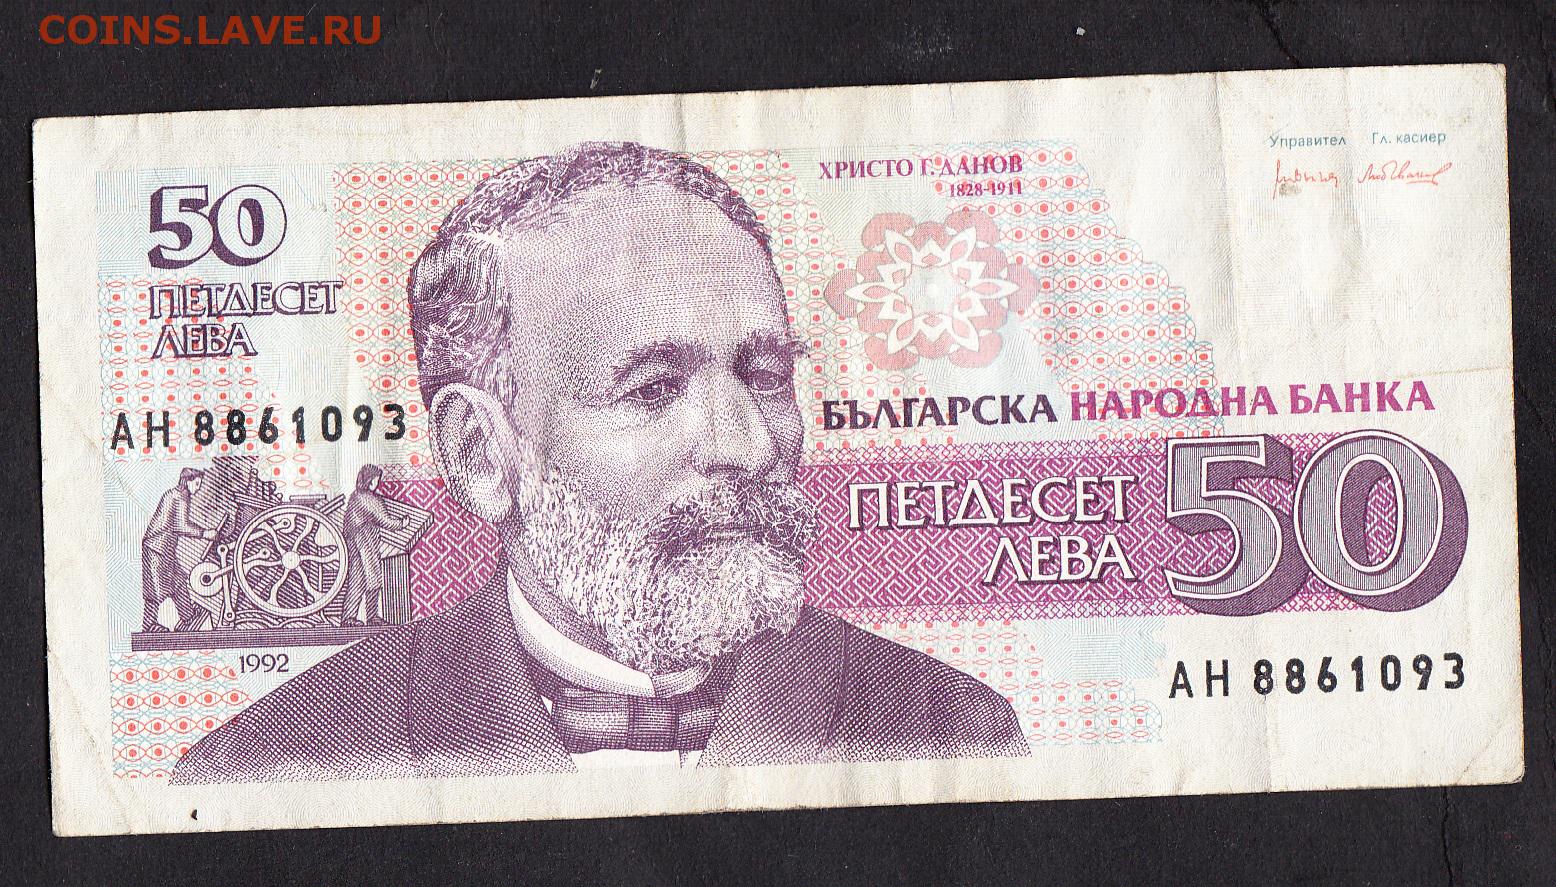 COINS.LAVE.RU
Управител Гл. касиер
ХРИСТО Г. ДАНОВ
1828-1911
50
ПЕТДЕСЕТ
ЛЕВА
АН 8861093
БЪЛГАРСКА НАРОДНА БАНКА
ПЕТДЕСЕТ
ЛЕВА
50
1992
АН 8861093